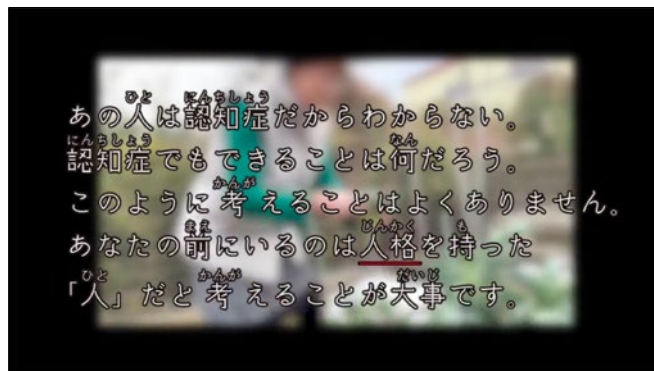 あの人は認知症だからわからない。
認知症でもできることは何だろう。
このように考えることはよくありません。
あなたの前にいるのは人格を持った
「人」だと考えることが大事です。